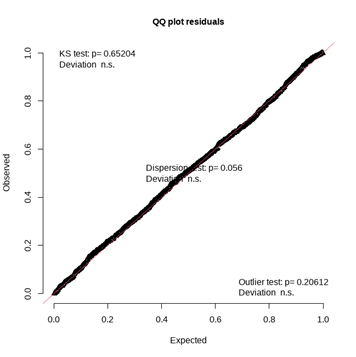 QQ plot residuals
KS test: p= 0.65204
Deviation n.s.
Dispersion test: p= 0.056
Deviation n.s.
Outlier test: p= 0.20612
Deviation n.s.
Observed
1.0
0.8
0.6
0.4
0.2
0.0
0.0 0.2 0.4 0.6 0.8 1.0
Expected